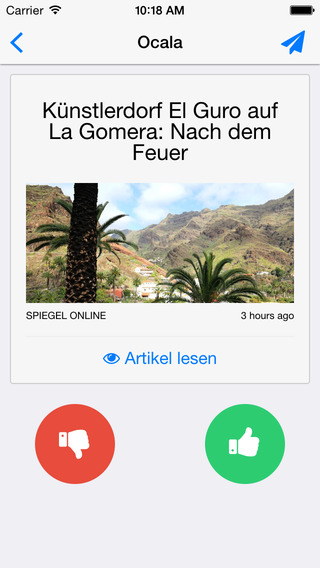 Carrier 10:18 AM
Ocala
Künstlerdorf El Guro auf
La Gomera: Nach dem
Feuer
SPIEGEL ONLINE 3 hours ago
Artikel lesen